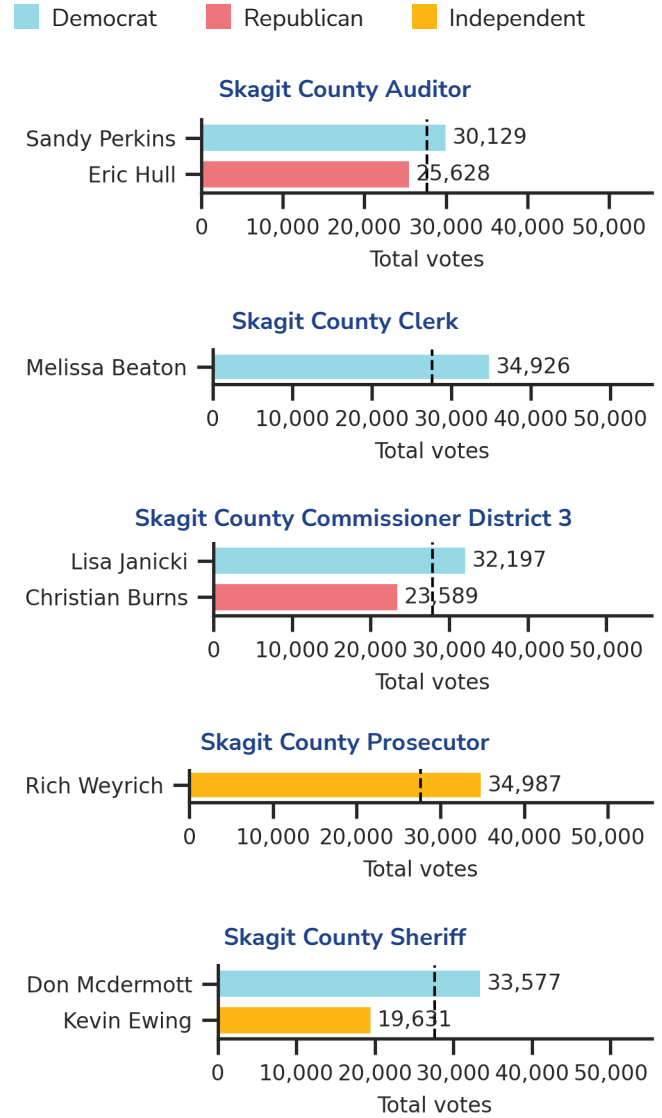 Democrat Republican Independent
Skagit County Auditor
Sandy Perkins 30,129
Eric Hull 25,628
0 10,000 20,000 30,000 40,000 50,000
Total votes
Skagit County Clerk
Melissa Beaton 34,926
0 10,000 20,000 30,000 40,000 50,000
Total votes
Skagit County Commissioner District 3
Lisa Janicki 32,197
Christian Burns 23,589
0 10,000 20,000 30,000 40,000 50,000
Total votes
Skagit County Prosecutor
Rich Weyrich 34,987
0 10,000 20,000 30,000 40,000 50,000
Total votes
Skagit County Sheriff
Don Mcdermott 33,577
Kevin Ewing 19,631
0 10,000 20,000 30,000 40,000 50,000
Total votes